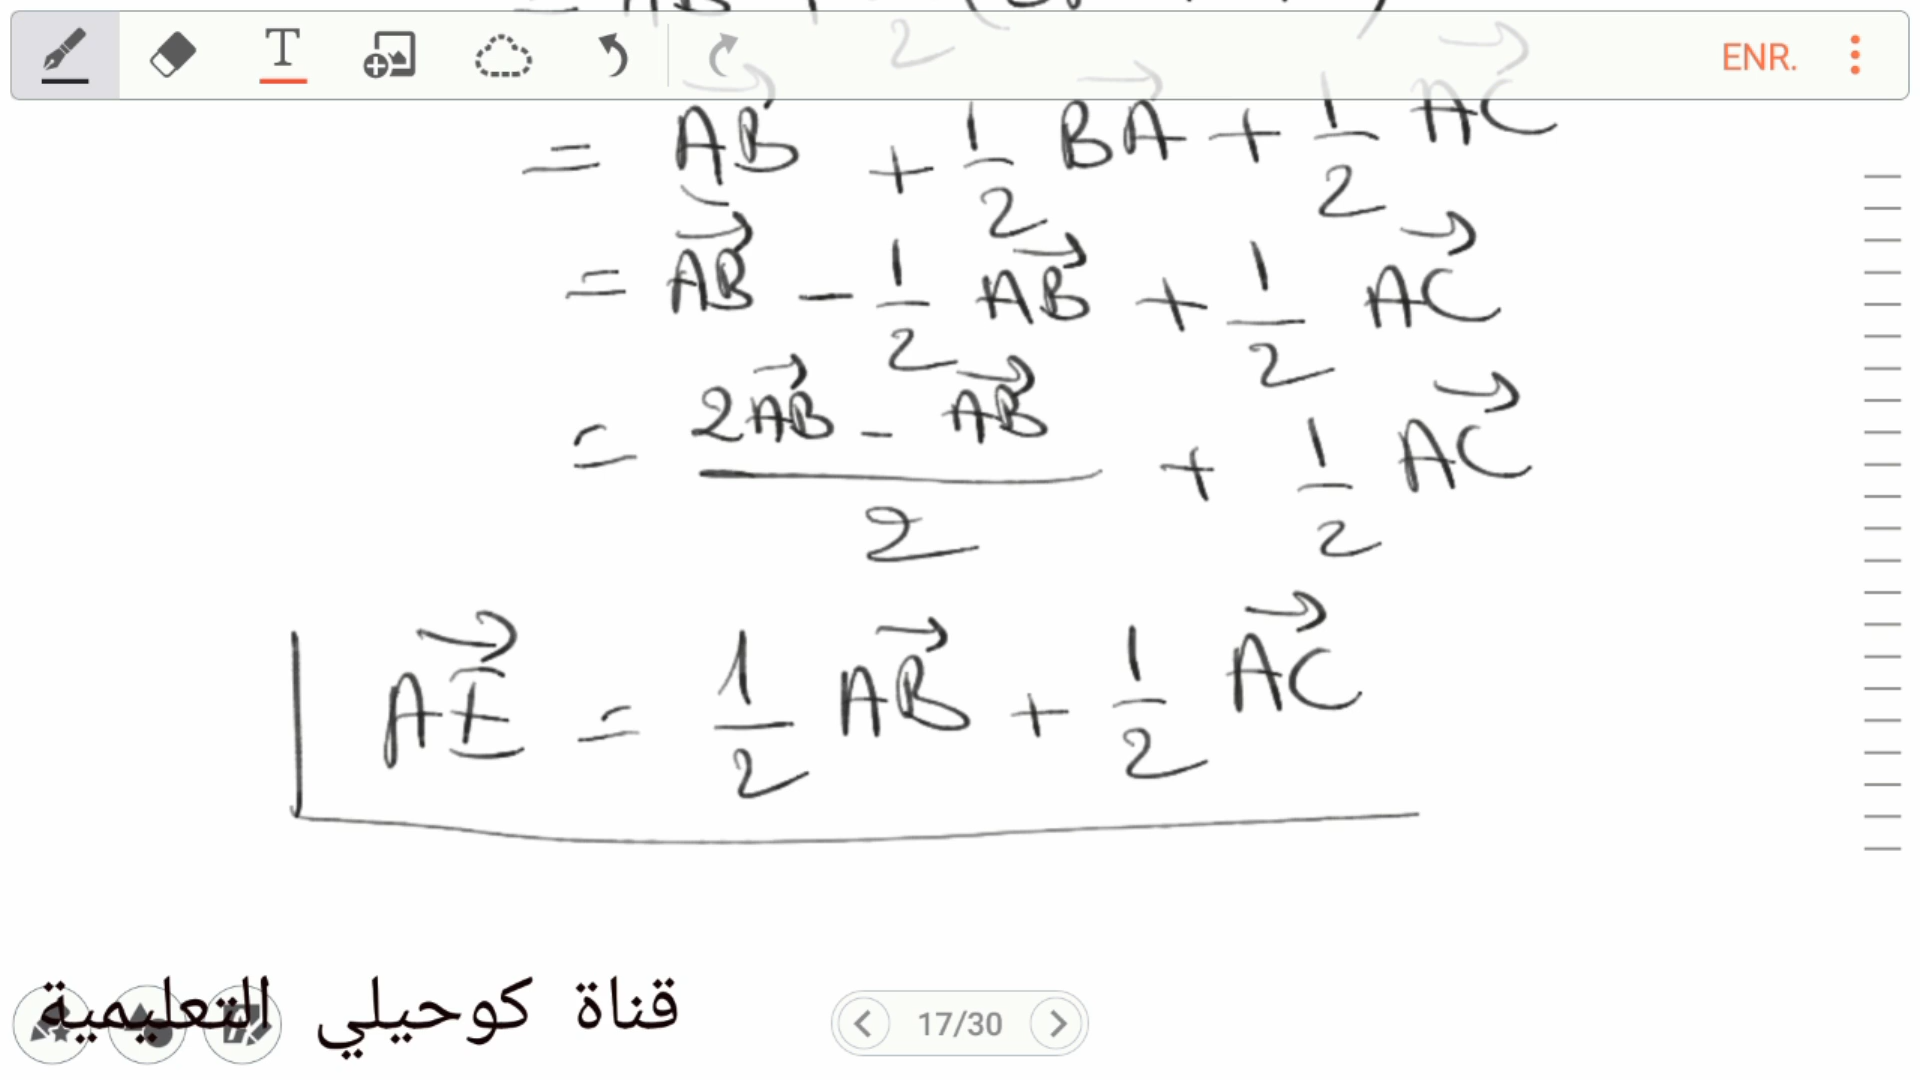 T ENR.
= AB→ + 1/2 BA→ + 1/2 AC→
= AB→ - 1/2 AB→ + 1/2 AC→
= (2AB→ - AB→)/2 + 1/2 AC→
AE→ = 1/2 AB→ + 1/2 AC→
قناة كوحيلي التعليمية
17/30